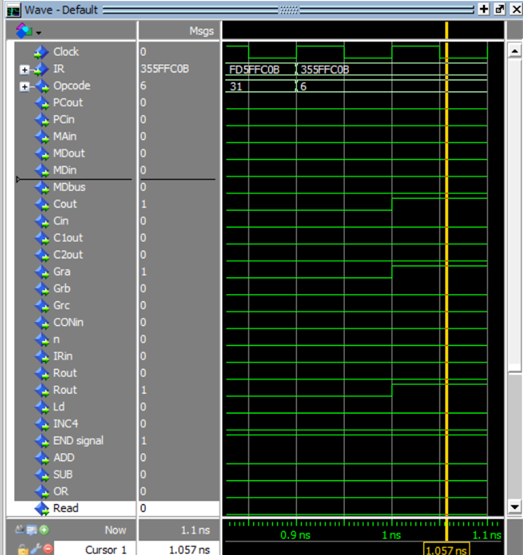 Wave - Default
Msgs
Clock 0
IR 355FFC0B FD5FFC0B 355FFC0B
Opcode 6 31 6
PCout 0
PCin 0
MAin 0
MDout 0
MDin 0
MDbus 0
Cout 1
Cin 0
C1out 0
C2out 0
Gra 1
Grb 0
Grc 0
CONin 0
n 0
IRin 0
Rout 0
Rout 1
Ld 0
INC4 0
END signal 1
ADD 0
SUB 0
OR 0
Read 0
Now 1.1 ns 0.9 ns 1 ns 1.1 ns
Cursor 1 1.057 ns 1.057 ns